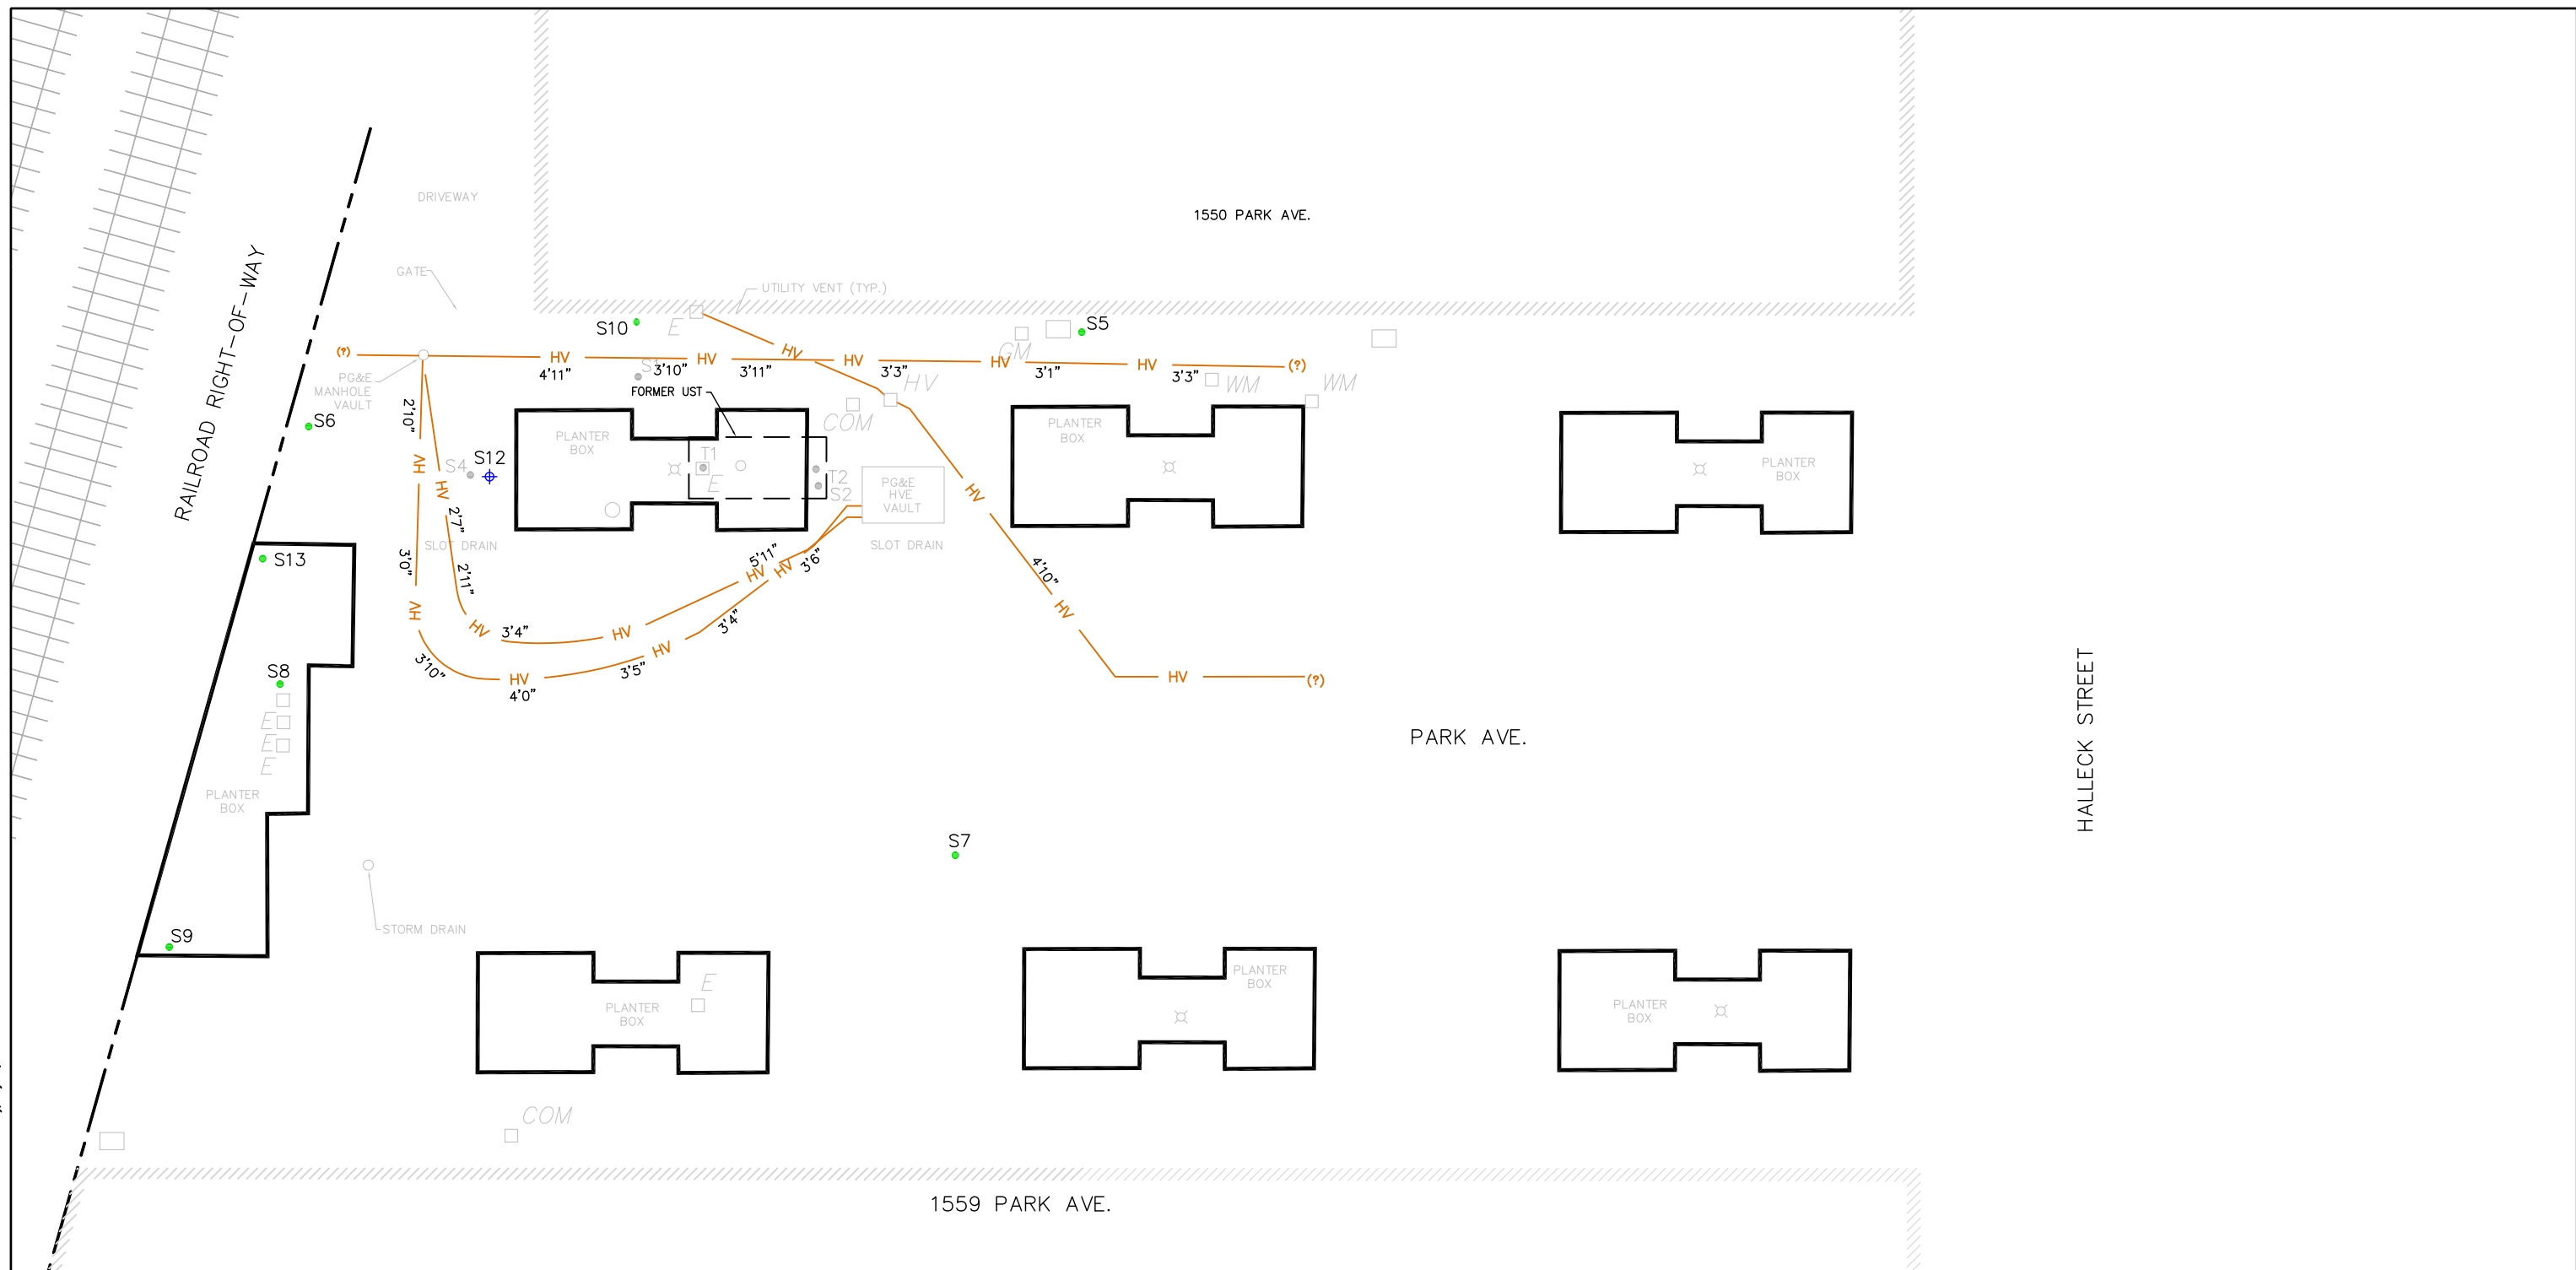 DRIVEWAY
1550 PARK AVE.
RAILROAD RIGHT-OF-WAY
GATE
UTILITY VENT (TYP.)
S10
E
S5
GM
(?)
HV
HV
HV
HV
HV
HV
(?)
4'11"
S1
3'10"
3'11"
3'3"
3'1"
3'3"
PG&E
MANHOLE
VAULT
FORMER UST
HV
WM
WM
COM
S6
2'10"
PLANTER
BOX
PLANTER
BOX
S4
S12
T1
E
T2
S2
PG&E
HVE
VAULT
PLANTER
BOX
HV
HV
HV
2'7"
SLOT DRAIN
SLOT DRAIN
S13
3'0"
2'11"
5'11"
3'6"
HV
HV
4'10"
HV
HV
HV
3'4"
HV
3'4"
HV
3'10"
3'5"
HV
4'0"
HV
(?)
S8
E
E
E
PLANTER
BOX
PARK AVE.
HALLECK STREET
S7
STORM DRAIN
S9
PLANTER
BOX
E
PLANTER
BOX
PLANTER
BOX
COM
1559 PARK AVE.